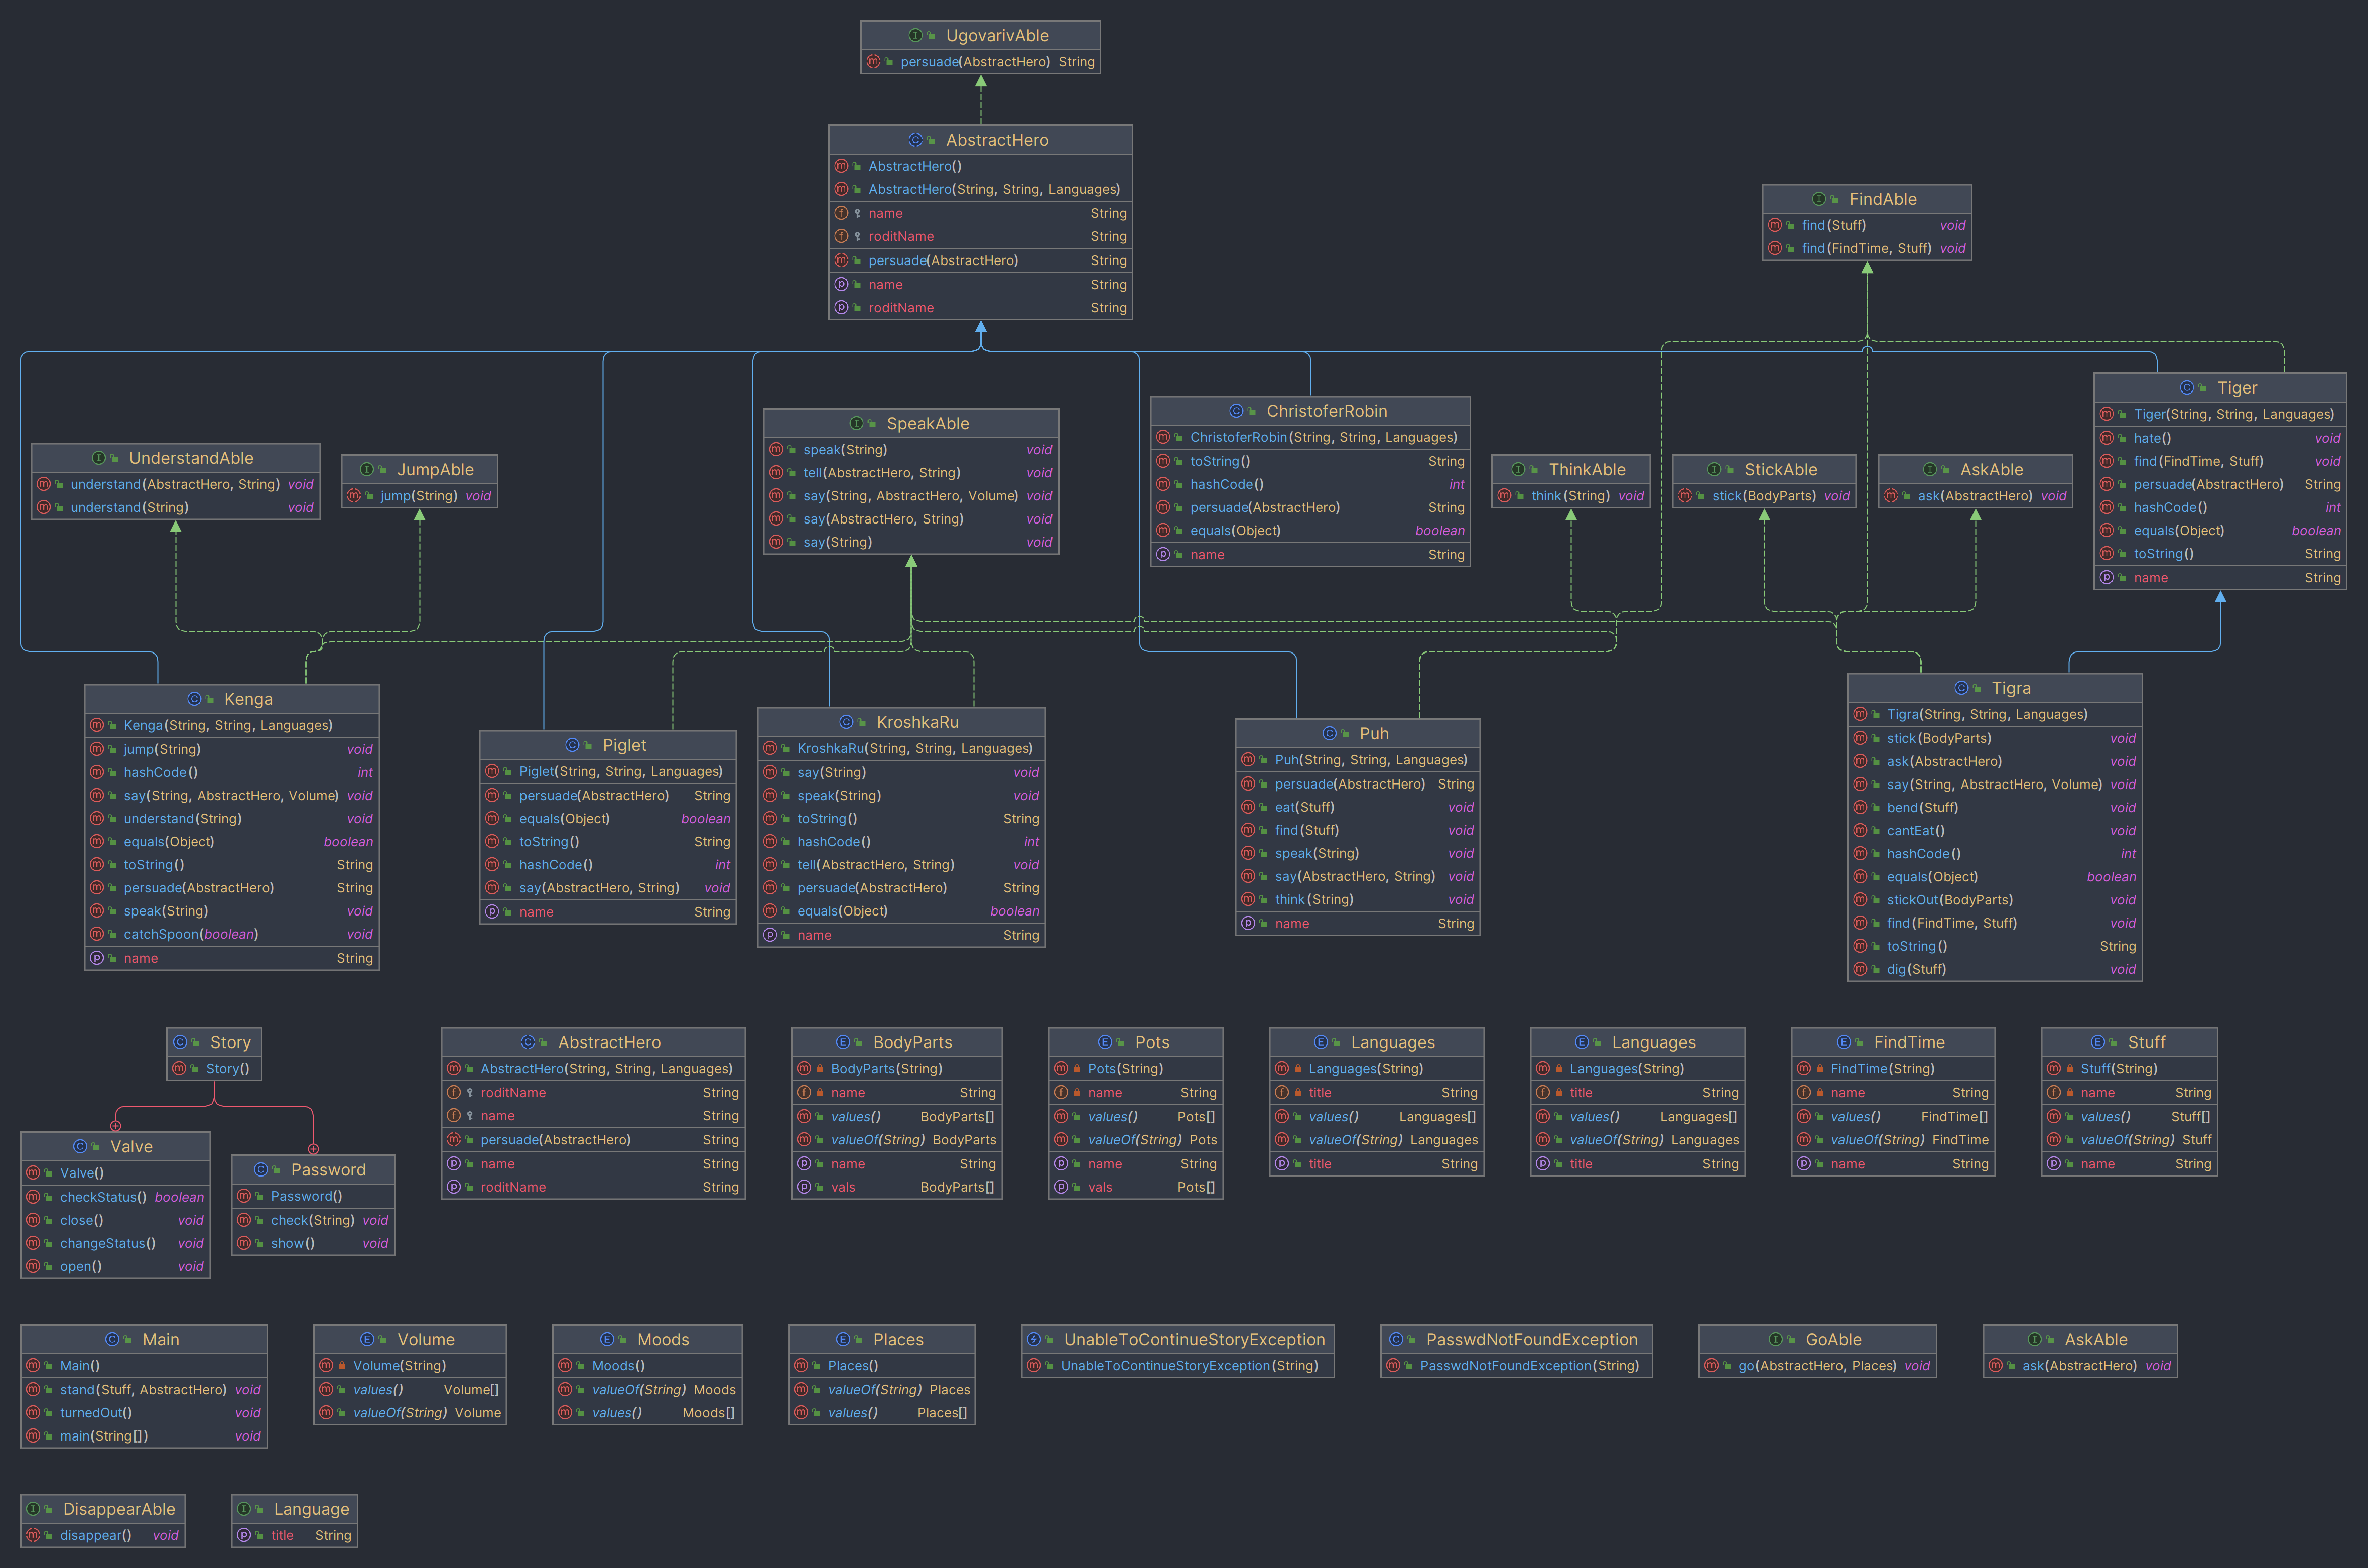 UgovarivAble
persuade(AbstractHero) String
AbstractHero
AbstractHero()
AbstractHero(String, String, Languages)
name String
roditName String
persuade(AbstractHero) String
name String
roditName String
FindAble
find(Stuff) void
find(FindTime, Stuff) void
UnderstandAble
understand(AbstractHero, String) void
understand(String) void
JumpAble
jump(String) void
SpeakAble
speak(String) void
tell(AbstractHero, String) void
say(String, AbstractHero, Volume) void
say(AbstractHero, String) void
say(String) void
ChristoferRobin
ChristoferRobin(String, String, Languages)
toString() String
hashCode() int
persuade(AbstractHero) String
equals(Object) boolean
name String
ThinkAble
think(String) void
StickAble
stick(BodyParts) void
AskAble
ask(AbstractHero) void
Tiger
Tiger(String, String, Languages)
hate() void
find(FindTime, Stuff) void
persuade(AbstractHero) String
hashCode() int
equals(Object) boolean
toString() String
name String
Kenga
Kenga(String, String, Languages)
jump(String) void
hashCode() int
say(String, AbstractHero, Volume) void
understand(String) void
equals(Object) boolean
toString() String
persuade(AbstractHero) String
speak(String) void
catchSpoon(boolean) void
name String
Piglet
Piglet(String, String, Languages)
persuade(AbstractHero) String
equals(Object) boolean
toString() String
hashCode() int
say(AbstractHero, String) void
name String
KroshkaRu
KroshkaRu(String, String, Languages)
say(String) void
speak(String) void
toString() String
hashCode() int
tell(AbstractHero, String) void
persuade(AbstractHero) String
equals(Object) boolean
name String
Puh
Puh(String, String, Languages)
persuade(AbstractHero) String
eat(Stuff) void
find(Stuff) void
speak(String) void
say(AbstractHero, String) void
think(String) void
name String
Tigra
Tigra(String, String, Languages)
stick(BodyParts) void
ask(AbstractHero) void
say(String, AbstractHero, Volume) void
bend(Stuff) void
cantEat() void
hashCode() int
equals(Object) boolean
stickOut(BodyParts) void
find(FindTime, Stuff) void
toString() String
dig(Stuff) void
Story
Story()
Valve
Valve()
checkStatus() boolean
close() void
changeStatus() void
open() void
Password
Password()
check(String) void
show() void
AbstractHero
AbstractHero(String, String, Languages)
roditName String
name String
persuade(AbstractHero) String
name String
roditName String
BodyParts
BodyParts(String)
name String
values() BodyParts[]
valueOf(String) BodyParts
name String
vals BodyParts[]
Pots
Pots(String)
name String
values() Pots[]
valueOf(String) Pots
name String
vals Pots[]
Languages
Languages(String)
title String
values() Languages[]
valueOf(String) Languages
title String
Languages
Languages(String)
title String
values() Languages[]
valueOf(String) Languages
title String
FindTime
FindTime(String)
name String
values() FindTime[]
valueOf(String) FindTime
name String
Stuff
Stuff(String)
name String
values() Stuff[]
valueOf(String) Stuff
name String
Main
Main()
stand(Stuff, AbstractHero) void
turnedOut() void
main(String[]) void
Volume
Volume(String)
values() Volume[]
valueOf(String) Volume
Moods
Moods()
valueOf(String) Moods
values() Moods[]
Places
Places()
valueOf(String) Places
values() Places[]
UnableToContinueStoryException
UnableToContinueStoryException(String)
PasswdNotFoundException
PasswdNotFoundException(String)
GoAble
go(AbstractHero, Places) void
AskAble
ask(AbstractHero) void
DisappearAble
disappear() void
Language
title String